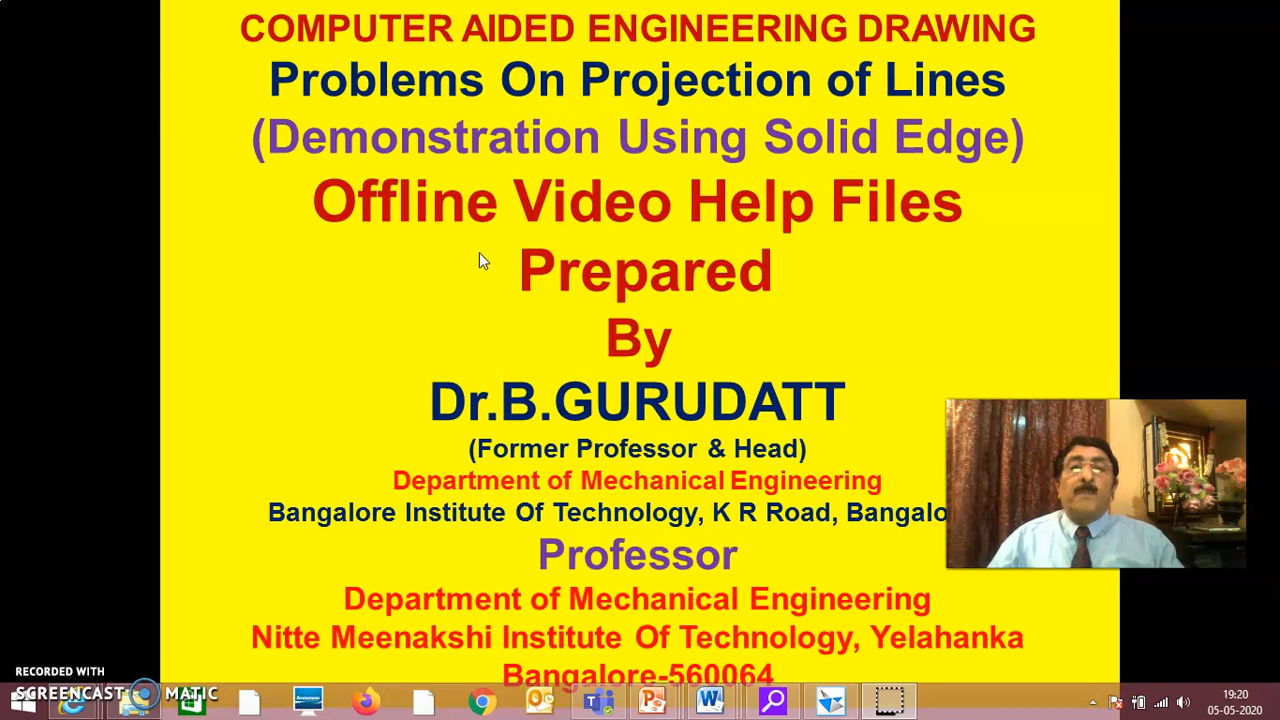 COMPUTER AIDED ENGINEERING DRAWING
Problems On Projection of Lines
(Demonstration Using Solid Edge)
Offline Video Help Files
Prepared
By
Dr.B.GURUDATT
(Former Professor & Head)
Department of Mechanical Engineering
Bangalore Institute Of Technology, K R Road, Bangalo
Professor
Department of Mechanical Engineering
Nitte Meenakshi Institute Of Technology, Yelahanka
Bangalore-560064
RECORDED WITH
SCREENCAST MATIC
19:20
05-05-2020